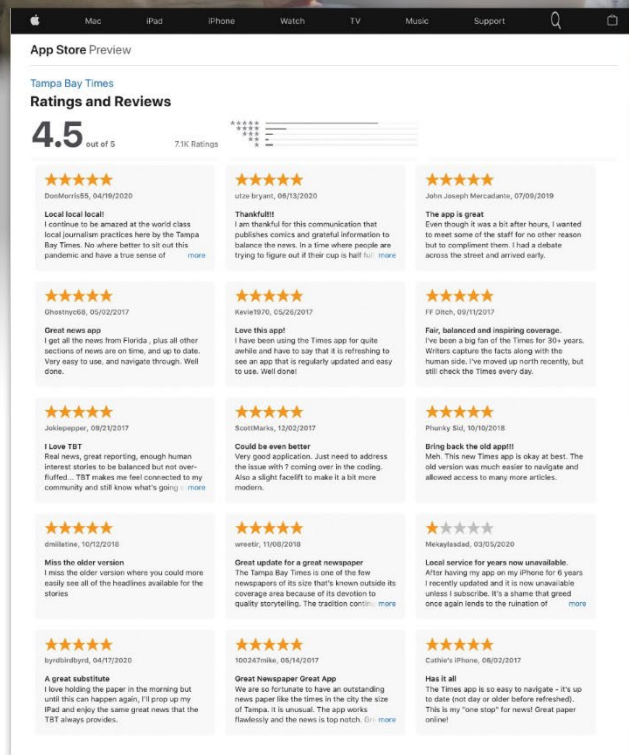 Mac iPad iPhone Watch TV Music Support
App Store Preview
Tampa Bay Times
Ratings and Reviews
4.5 out of 5 7.1K Ratings
DonMorris55, 04/19/2020
Local local local!
I continue to be amazed at the world class
local journalism practices here by the Tampa
Bay Times. No where better to sit out this
pandemic and have a true sense of more
utze bryant, 06/13/2020
Thankful!!!
I am thankful for this communication that
publishes comics and grateful information to
balance the news. In a time where people are
trying to figure out if their cup is half full more
John Joseph Mercadante, 07/09/2019
The app is great
Even though it was a bit after hours, I wanted
to meet some of the staff for no other reason
but to compliment them. I had a debate
across the street and arrived early.
Ghostnyc68, 05/02/2017
Great news app
I get all the news from Florida , plus all other
sections of news are on time, and up to date.
Very easy to use, and navigate through. Well
done.
Kevie1970, 05/26/2017
Love this app!
I have been using the Times app for quite
awhile and have to say that it is refreshing to
see an app that is regularly updated and easy
to use. Well done!
FF Ditch, 09/11/2017
Fair, balanced and inspiring coverage.
I've been a big fan of the Times for 30+ years.
Writers capture the facts along with the
human side. I've moved up north recently, but
still check the Times every day.
Jokiepepper, 09/21/2017
I Love TBT
Real news, great reporting, enough human
interest stories to be balanced but not over-
fluffed... TBT makes me feel connected to my
community and still know what's going more
ScottMarks, 12/02/2017
Could be even better
Very good application. Just need to address
the issue with ? coming over in the coding.
Also a slight facelift to make it a bit more
modern.
Phunky Sid, 10/10/2018
Bring back the old app!!!
Meh. This new Times app is okay at best. The
old version was much easier to navigate and
allowed access to many more articles.
dmillatine, 10/12/2018
Miss the older version
I miss the older version where you could more
easily see all of the headlines available for the
stories
wreetir, 11/08/2018
Great update for a great newspaper
The Tampa Bay Times is one of the few
newspapers of its size that's known outside its
coverage area because of its devotion to
quality storytelling. The tradition more
Mekaylasdad, 03/05/2020
Local service for years now unavailable.
After having my app on my iPhone for 6 years
I recently updated and it is now unavailable
unless I subscribe. It's a shame that greed
once again lends to the ruination of more
byrdbirdbyrd, 04/17/2020
A great substitute
I love holding the paper in the morning but
until this can happen again, I'll prop up my
IPad and enjoy the same great news that the
TBT always provides.
100247mike, 05/14/2017
Great Newspaper Great App
We are so fortunate to have an outstanding
news paper like the times in the city the size
of Tampa. It is unusual. The app works
flawlessly and the news is top notch. more
Cathie's iPhone, 06/02/2017
Has it all
The Times app is so easy to navigate - it's up
to date (not day or older before refreshed).
This is my "one stop" for news! Great paper
online!